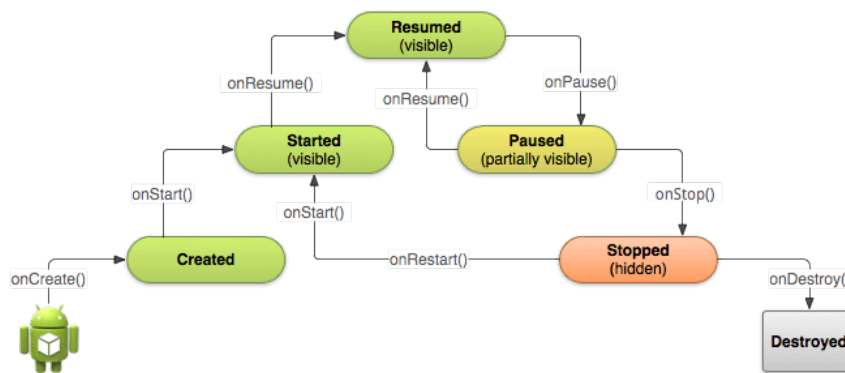 Resumed
(visible)
onResume()
onResume()
onPause()
Started
(visible)
Paused
(partially visible)
onStart()
onStart()
onStop()
Created
onRestart()
Stopped
(hidden)
onCreate()
onDestroy(
Destroyed